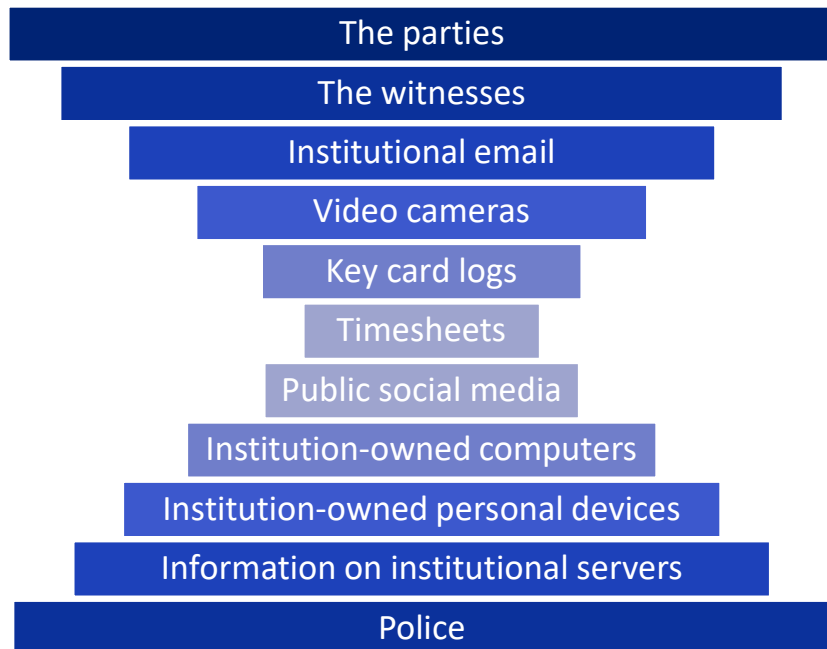 The parties
The witnesses
Institutional email
Video cameras
Key card logs
Timesheets
Public social media
Institution-owned computers
Institution-owned personal devices
Information on institutional servers
Police